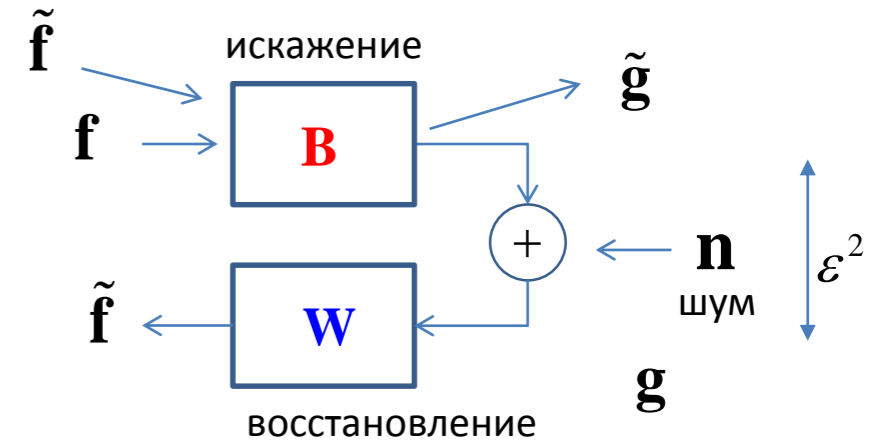 f̃
искажение
g̃
f
B
+
n
шум
ε²
f̃
W
g
восстановление